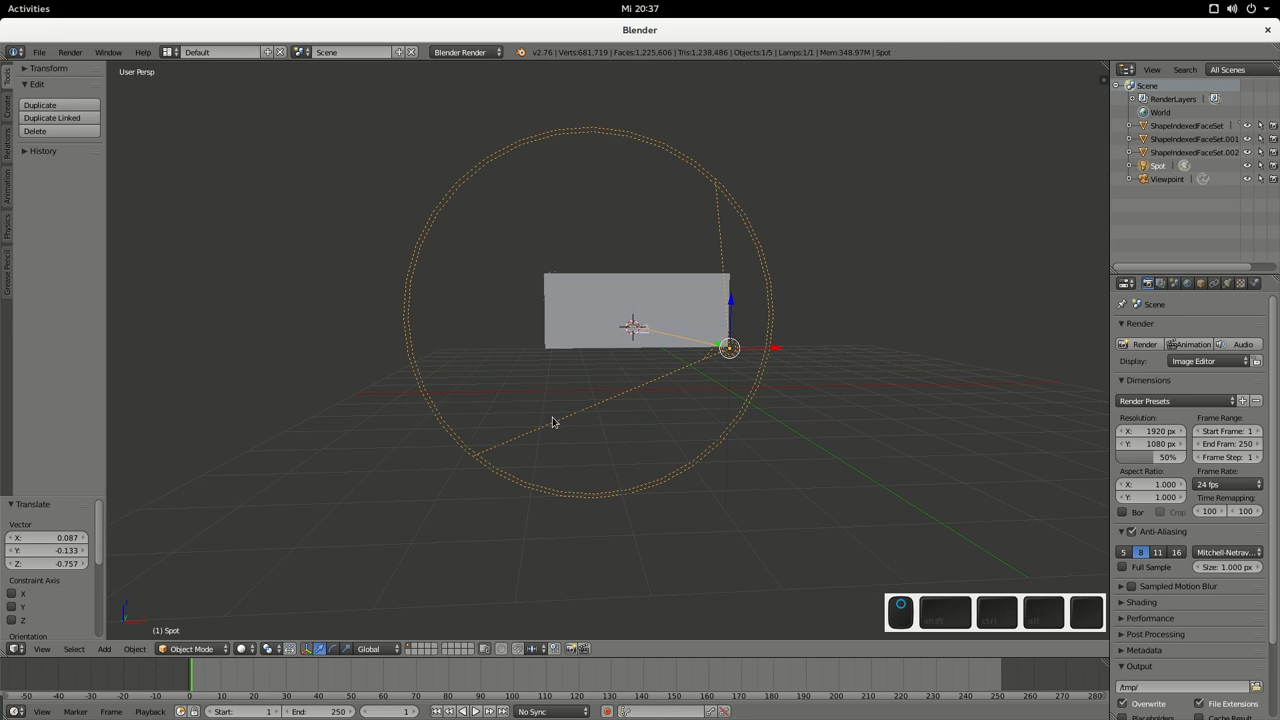 Activities
Mi 20:37
Blender
File Render Window Help
Default
Scene
Blender Render
v2.76 | Verts:681,719 | Faces:1,225,606 | Tris:1,238,486 | Objects:1/5 | Lamps:1/1 | Mem:348.97M | Spot
Tools
Create
Relations
Animation
Physics
Grease Pencil
Transform
Edit
Duplicate
Duplicate Linked
Delete
History
Translate
Vector
X: 0.087
Y: -0.133
Z: -0.757
Constraint Axis
X
Y
Z
Orientation
User Persp
(1) Spot
shift
ctrl
alt
View Search All Scenes
Scene
RenderLayers
World
ShapeIndexedFaceSet
ShapeIndexedFaceSet.001
ShapeIndexedFaceSet.002
Spot
Viewpoint
Scene
Render
Render Animation Audio
Display: Image Editor
Dimensions
Render Presets
Resolution: Frame Range:
X: 1920 px Start Frame: 1
Y: 1080 px End Fram: 250
50% Frame Step: 1
Aspect Ratio: Frame Rate:
X: 1.000 24 fps
Y: 1.000 Time Remapping:
Bor Crop 100 100
Anti-Aliasing
5 8 11 16 Mitchell-Netrav...
Full Sample Size: 1.000 px
Sampled Motion Blur
Shading
Performance
Post Processing
Metadata
Output
/tmp/
Overwrite File Extensions
Placeholders Cache Result
View Select Add Object Object Mode Global
-50 -40 -30 -20 -10 0 10 20 30 40 50 60 70 80 90 100 110 120 130 140 150 160 170 180 190 200 210 220 230 240 250 260 270 280
View Marker Frame Playback Start: 1 End: 250 1 No Sync